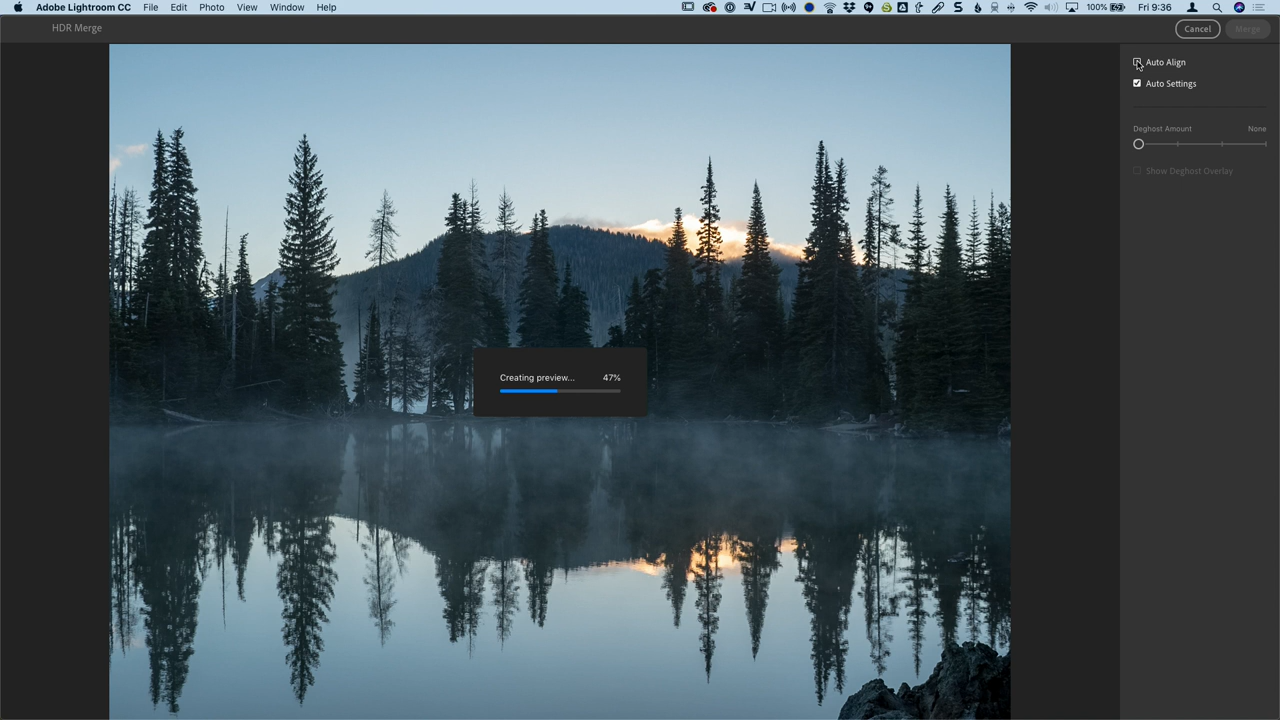 Adobe Lightroom CC File Edit Photo View Window Help 100% Fri 9:36
HDR Merge Cancel Merge
Auto Align
Auto Settings
Deghost Amount None
Show Deghost Overlay
Creating preview... 47%